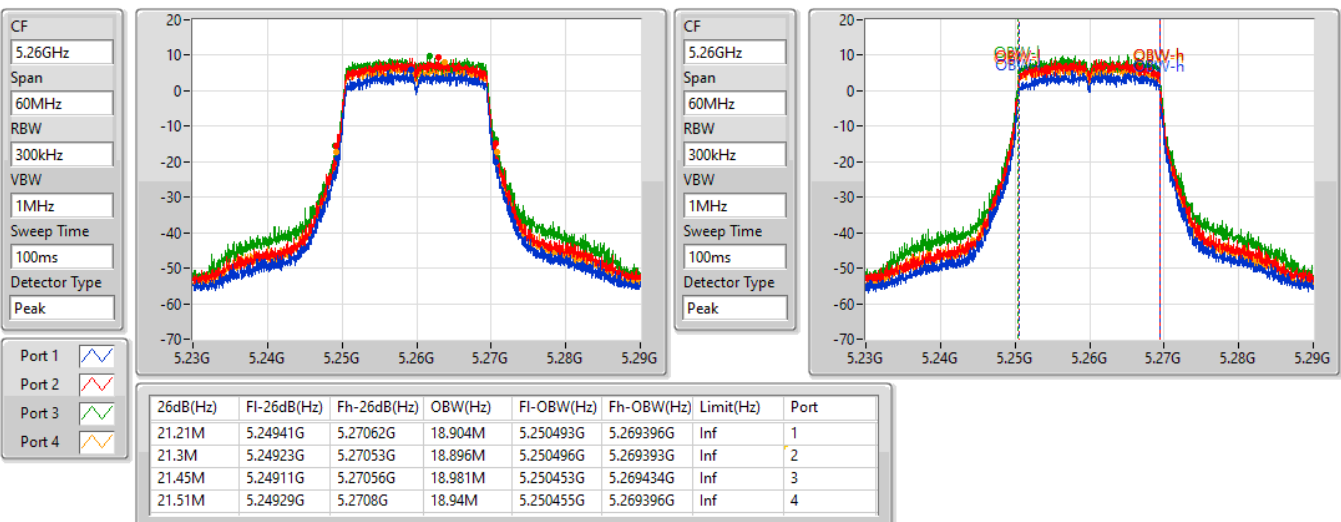 CF
5.26GHz
Span
60MHz
RBW
300kHz
VBW
1MHz
Sweep Time
100ms
Detector Type
Peak
20
10
0
-10
-20
-30
-40
-50
-60
-70
5.23G 5.24G 5.25G 5.26G 5.27G 5.28G 5.29G
CF
5.26GHz
Span
60MHz
RBW
300kHz
VBW
1MHz
Sweep Time
100ms
Detector Type
Peak
20
10
0
-10
-20
-30
-40
-50
-60
-70
OBW-h
5.23G 5.24G 5.25G 5.26G 5.27G 5.28G 5.29G
Port 1
Port 2
Port 3
Port 4
26dB(Hz) Fl-26dB(Hz) Fh-26dB(Hz) OBW(Hz) Fl-OBW(Hz) Fh-OBW(Hz) Limit(Hz) Port
21.21M 5.24941G 5.27062G 18.904M 5.250493G 5.269396G Inf 1
21.3M 5.24923G 5.27053G 18.896M 5.250496G 5.269393G Inf 2
21.45M 5.24911G 5.27056G 18.981M 5.250453G 5.269434G Inf 3
21.51M 5.24929G 5.2708G 18.94M 5.250455G 5.269396G Inf 4